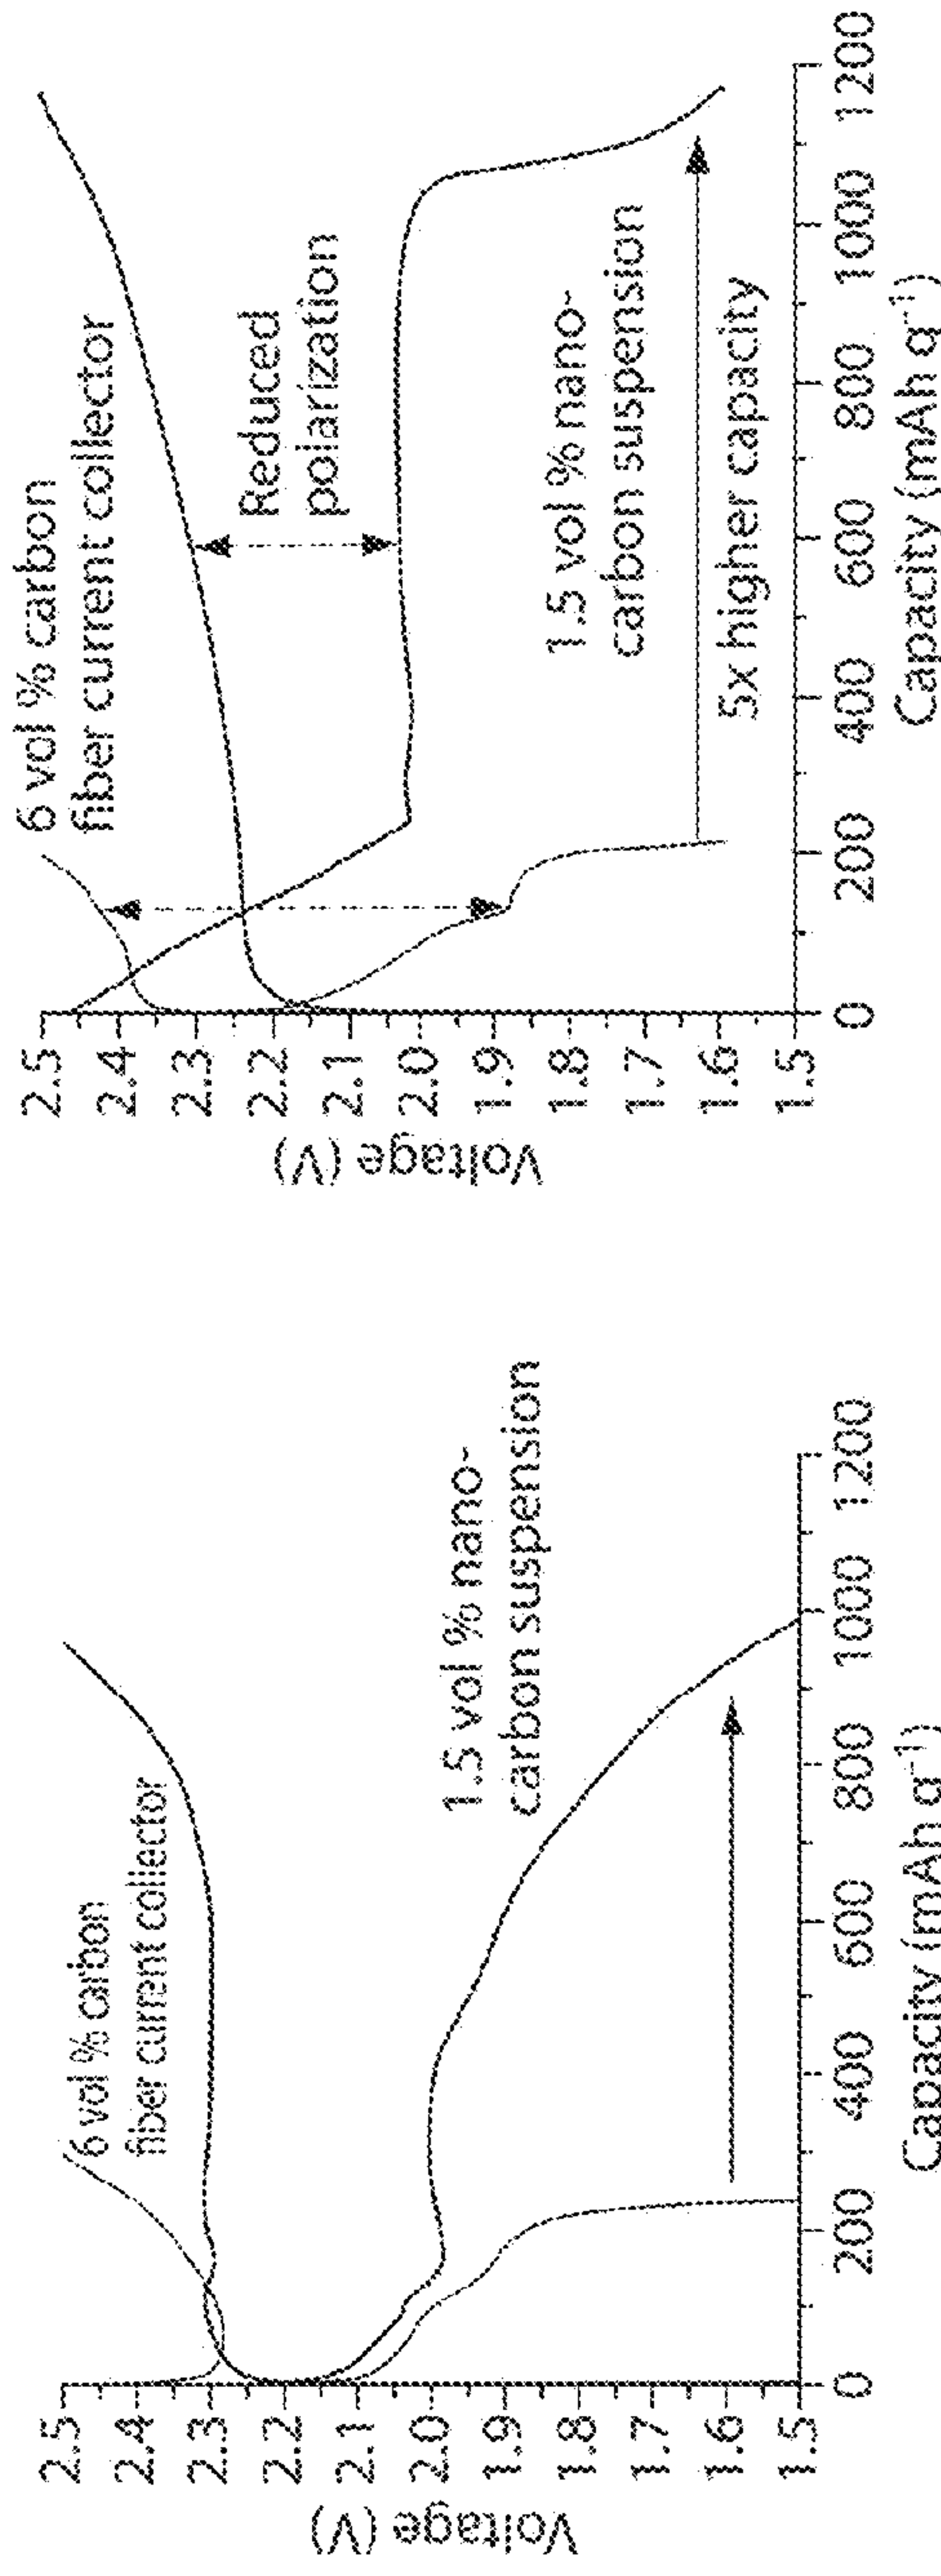 2.5
2.4
2.3
2.2
2.1
2.0
1.9
1.8
1.7
1.6
1.5
Voltage (V)
6 vol % carbon
fiber current collector
1.5 vol % nano-
carbon suspension
0 200 400 600 800 1000 1200
Capacity (mAh g⁻¹)
2.5
2.4
2.3
2.2
2.1
2.0
1.9
1.8
1.7
1.6
1.5
Voltage (V)
6 vol % carbon
fiber current collector
Reduced
polarization
1.5 vol % nano-
carbon suspension
5x higher capacity
0 200 400 600 800 1000 1200
Capacity (mAh g⁻¹)